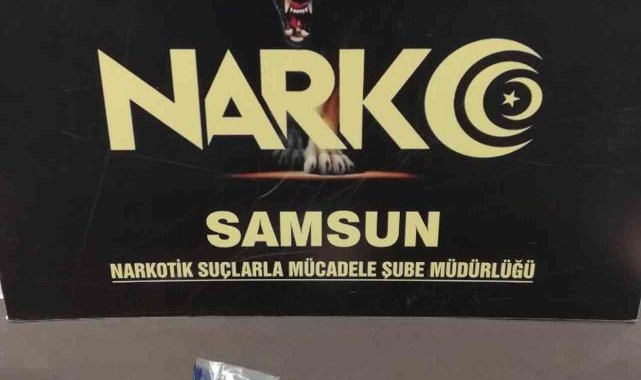 NARKO
SAMSUN
NARKOTİK SUÇLARLA MÜCADELE ŞUBE MÜDÜRLÜĞÜ